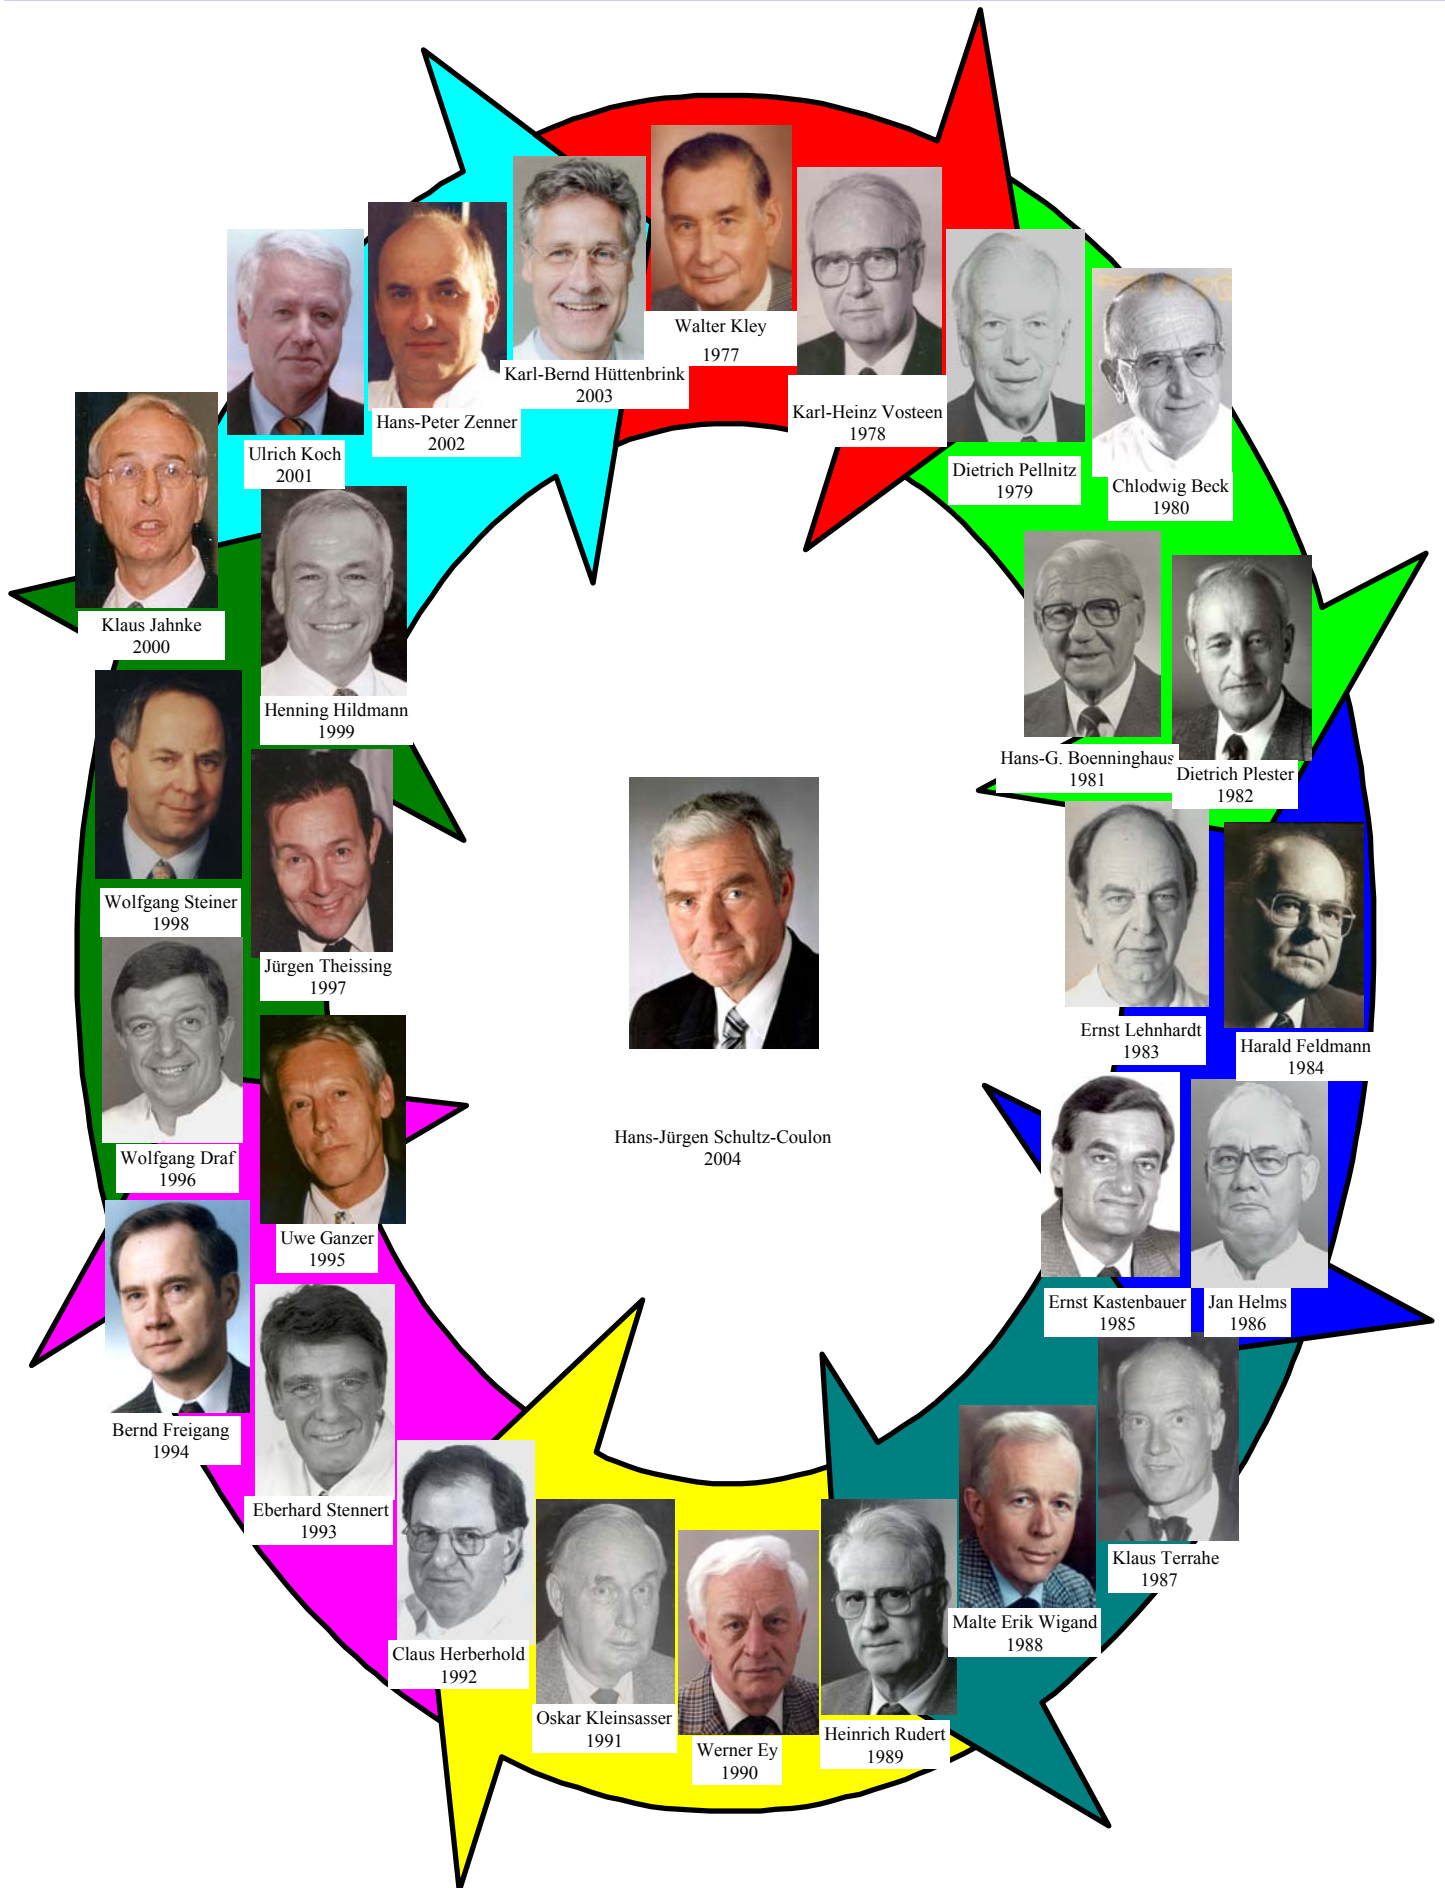 Walter Kley
1977
Karl-Heinz Vosteen
1978
Dietrich Pellnitz
1979
Chlodwig Beck
1980
Hans-G. Boenninghaus
1981
Dietrich Plester
1982
Ernst Lehnhardt
1983
Harald Feldmann
1984
Ernst Kastenbauer
1985
Jan Helms
1986
Klaus Terrahe
1987
Malte Erik Wigand
1988
Heinrich Rudert
1989
Werner Ey
1990
Oskar Kleinsasser
1991
Claus Herberhold
1992
Eberhard Stennert
1993
Bernd Freigang
1994
Uwe Ganzer
1995
Wolfgang Draf
1996
Jürgen Theissing
1997
Wolfgang Steiner
1998
Henning Hildmann
1999
Klaus Jahnke
2000
Ulrich Koch
2001
Hans-Peter Zenner
2002
Karl-Bernd Hüttenbrink
2003
Hans-Jürgen Schultz-Coulon
2004